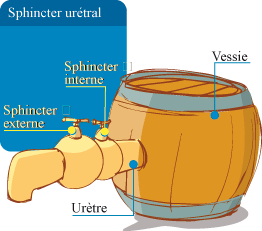 Sphincter urétral
Vessie
Sphincter □
interne
Sphincter □
externe
Urètre